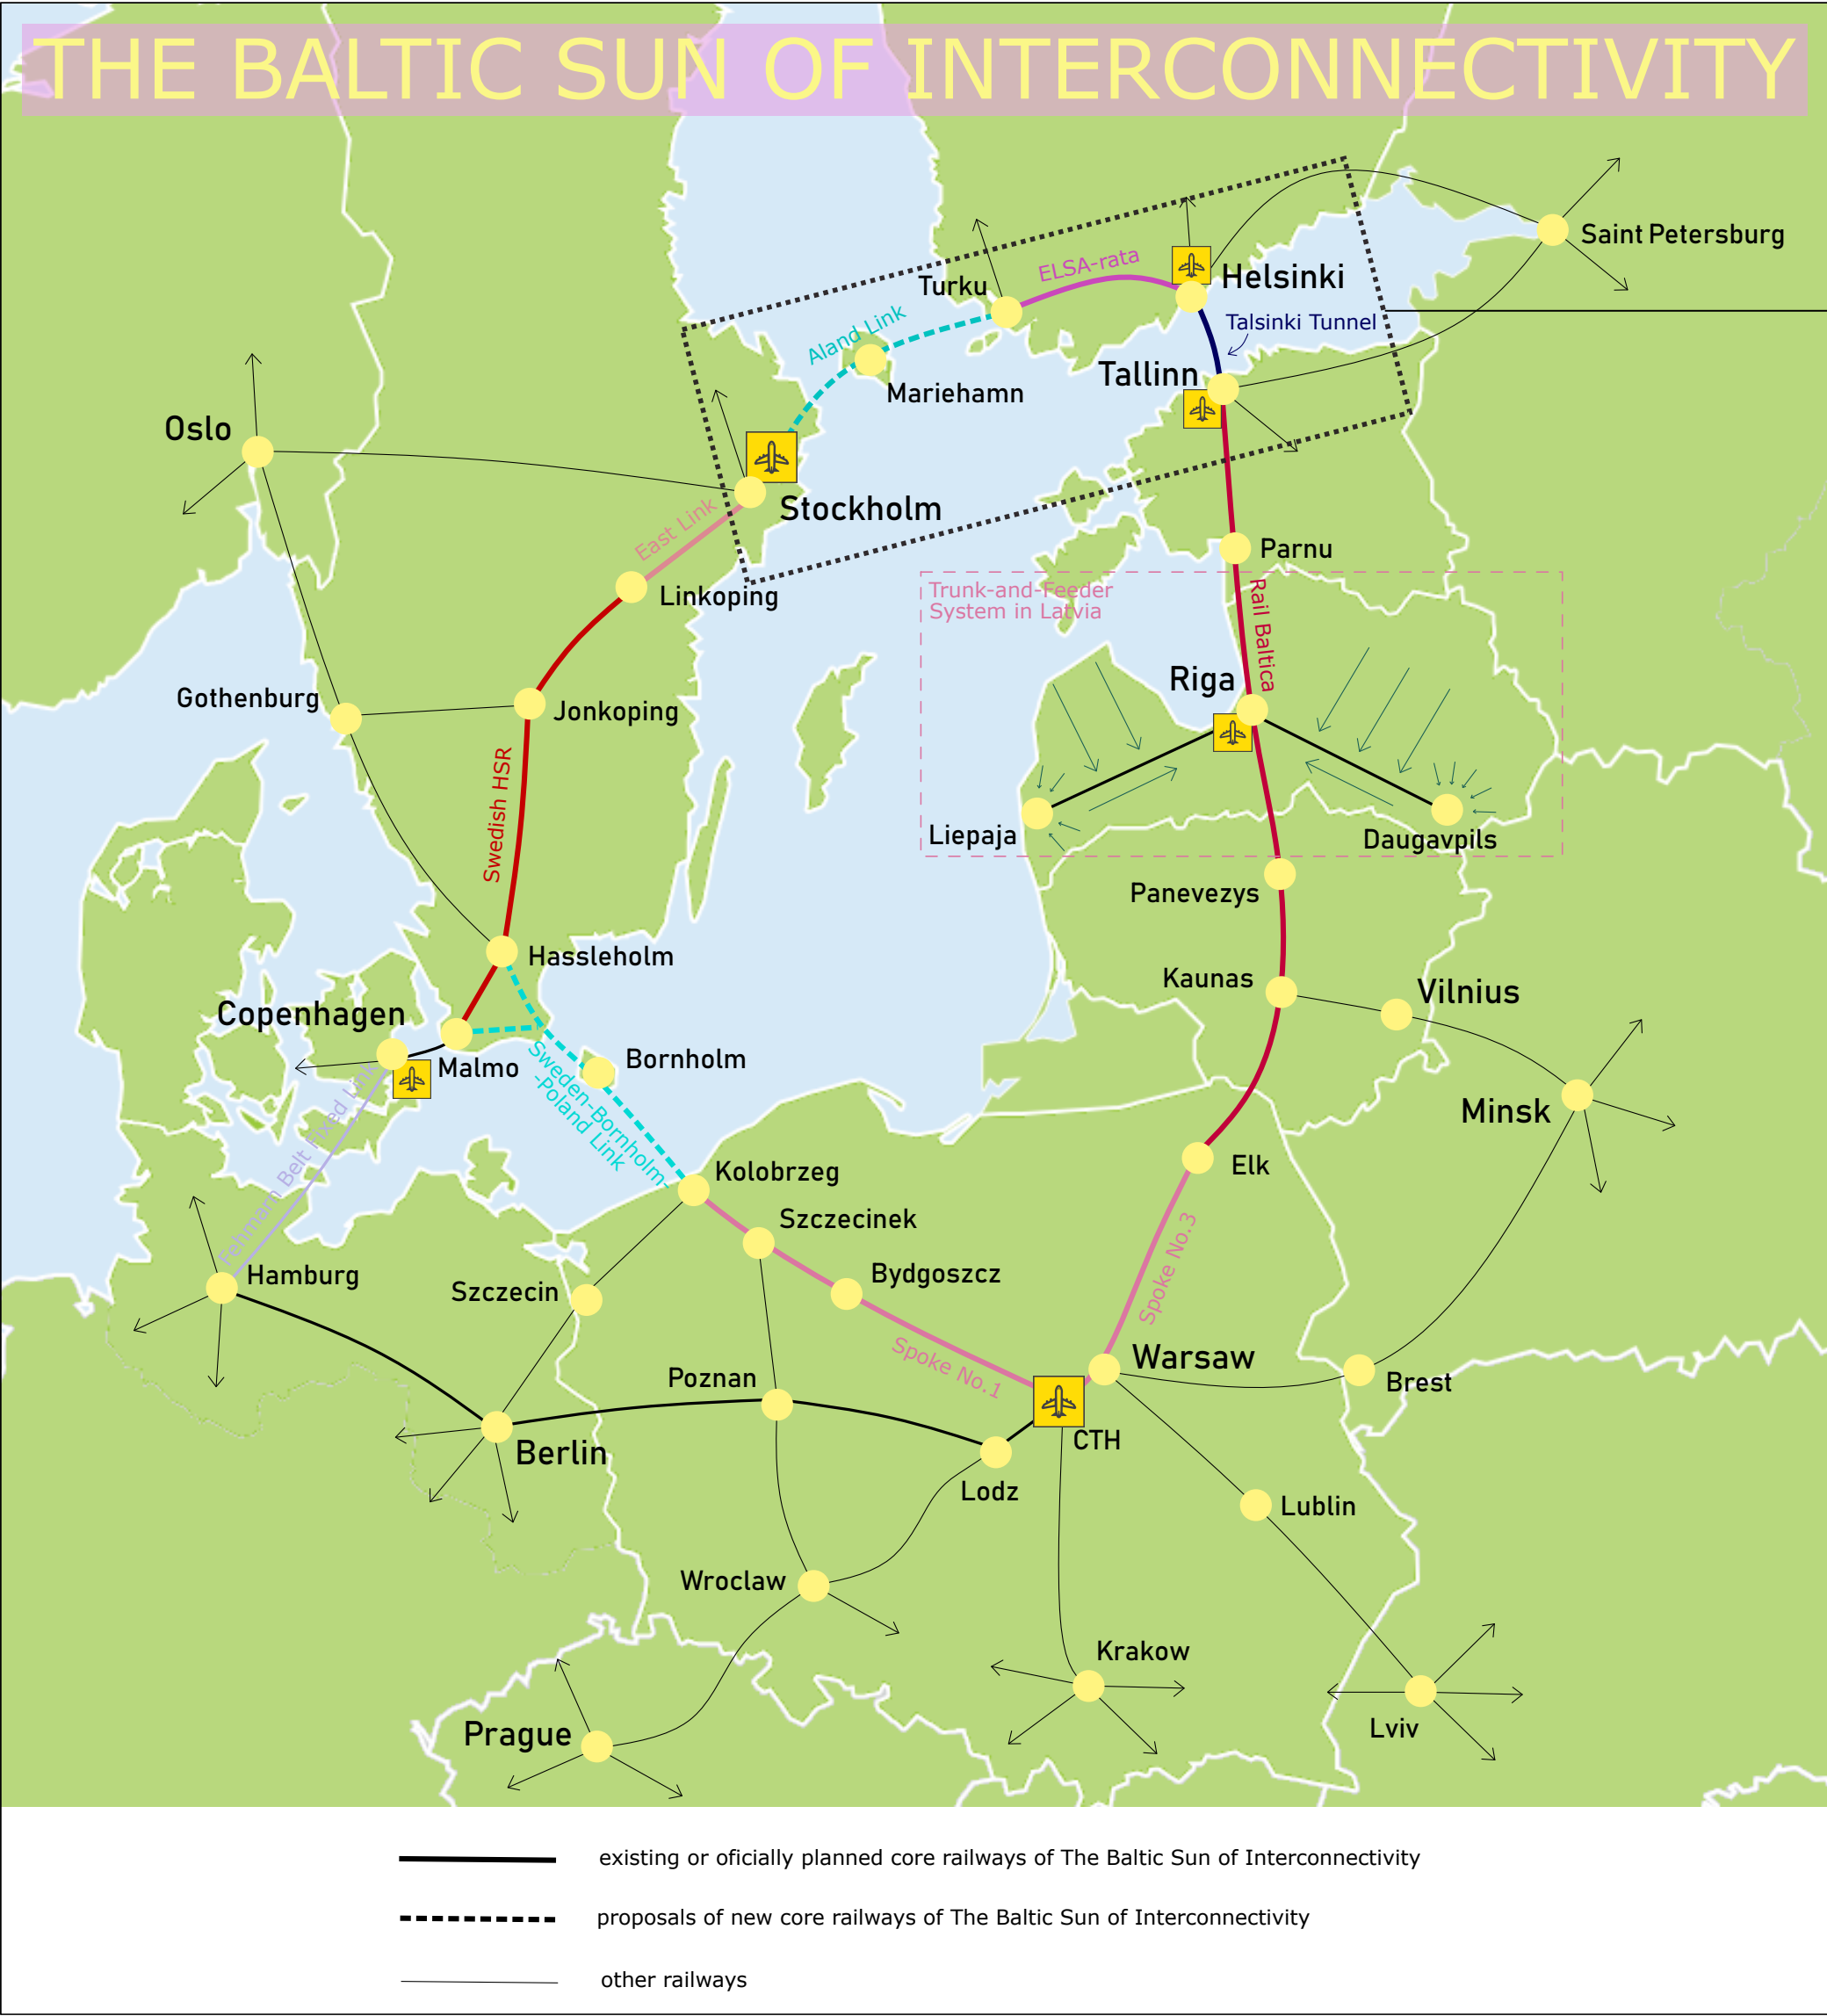 THE BALTIC SUN OF INTERCONNECTIVITY
Saint Petersburg
ELSA-rata
Helsinki
Turku
Talsinki Tunnel
Aland Link
Tallinn
Mariehamn
Oslo
Stockholm
East Link
Parnu
Linkoping
Trunk-and-Feeder
System in Latvia
Rail Baltica
Riga
Gothenburg
Jonkoping
Swedish HSR
Liepaja
Daugavpils
Panevezys
Hassleholm
Kaunas
Vilnius
Copenhagen
Malmo
Bornholm
Sweden-Bornholm-
-Poland Link
Minsk
Fehmarn Belt Fixed Link
Kolobrzeg
Elk
Szczecinek
Spoke No.3
Hamburg
Bydgoszcz
Szczecin
Spoke No.1
Warsaw
Poznan
Brest
CTH
Berlin
Lodz
Lublin
Wroclaw
Krakow
Prague
Lviv
existing or oficially planned core railways of The Baltic Sun of Interconnectivity
proposals of new core railways of The Baltic Sun of Interconnectivity
other railways